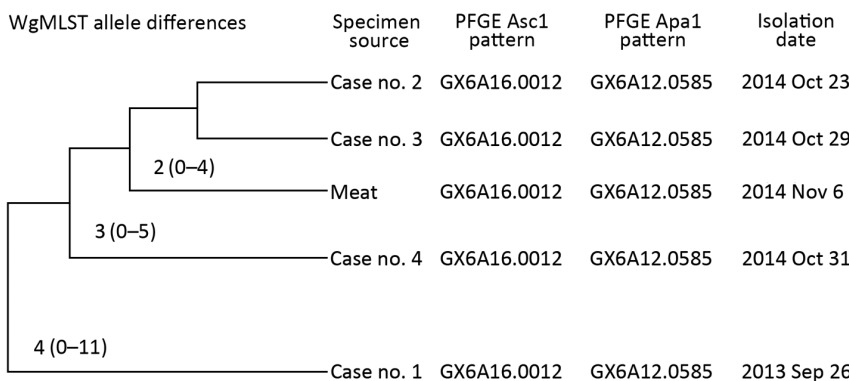 WgMLST allele differences Specimen source PFGE Asc1 pattern PFGE Apa1 pattern Isolation date
Case no. 2 GX6A16.0012 GX6A12.0585 2014 Oct 23
Case no. 3 GX6A16.0012 GX6A12.0585 2014 Oct 29
2 (0–4)
Meat GX6A16.0012 GX6A12.0585 2014 Nov 6
3 (0–5)
Case no. 4 GX6A16.0012 GX6A12.0585 2014 Oct 31
4 (0–11)
Case no. 1 GX6A16.0012 GX6A12.0585 2013 Sep 26